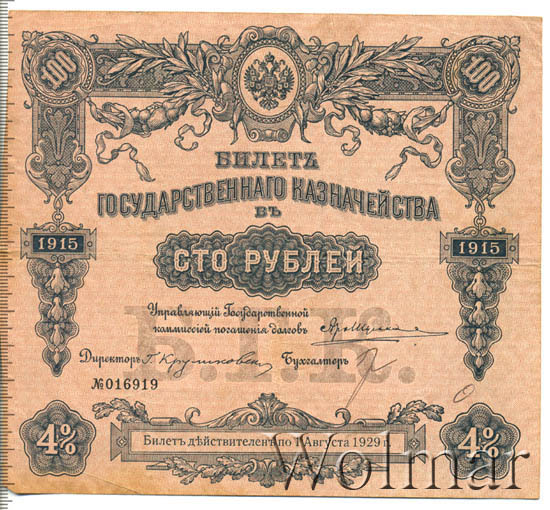 100
100
БИЛЕТЪ
ГОСУДАРСТВЕННАГО КАЗНАЧЕЙСТВА
ВЪ
1915
1915
СТО РУБЛЕЙ
Управляющій Государственной
коммиссіей погашенія долговъ
Б.Г.К.
Директоръ
Бухгалтеръ
№016919
4%
4%
Билетъ дѣйствителенъ по 1 Августа 1929 г.
Wolmar